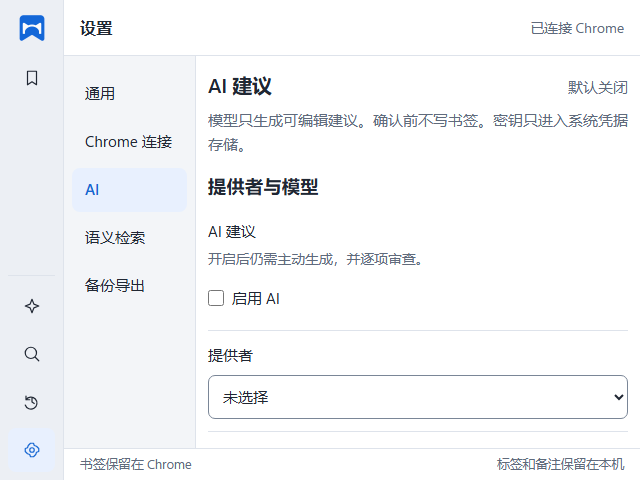 设置
已连接 Chrome
通用
Chrome 连接
AI
语义检索
备份导出
AI 建议
默认关闭
模型只生成可编辑建议。确认前不写书签。密钥只进入系统凭据
存储。
提供者与模型
AI 建议
开启后仍需主动生成，并逐项审查。
启用 AI
提供者
未选择
书签保留在 Chrome
标签和备注保留在本机